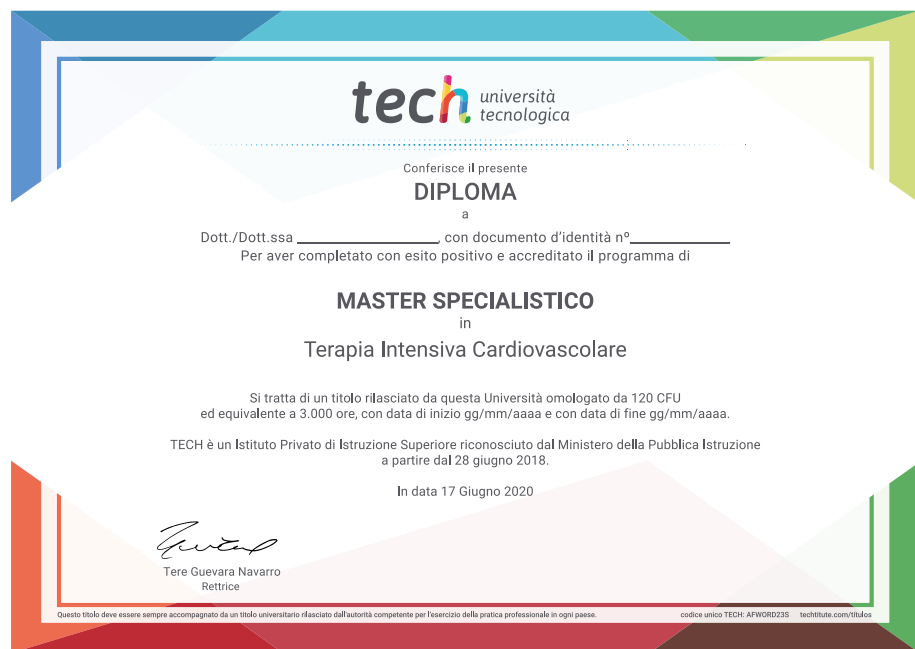 tech università
tecnologica
Conferisce il presente
DIPLOMA
a
Dott./Dott.ssa ____________________, con documento d'identità nº______________
Per aver completato con esito positivo e accreditato il programma di
MASTER SPECIALISTICO
in
Terapia Intensiva Cardiovascolare
Si tratta di un titolo rilasciato da questa Università omologato da 120 CFU
ed equivalente a 3.000 ore, con data di inizio gg/mm/aaaa e con data di fine gg/mm/aaaa.
TECH è un Istituto Privato di Istruzione Superiore riconosciuto dal Ministero della Pubblica Istruzione
a partire dal 28 giugno 2018.
In data 17 Giugno 2020
Tere Guevara Navarro
Rettrice
Questo titolo deve essere sempre accompagnato da un titolo universitario rilasciato dall'autorità competente per l'esercizio della pratica professionale in ogni paese. codice unico TECH: AFWORD23S techtitute.com/titulos